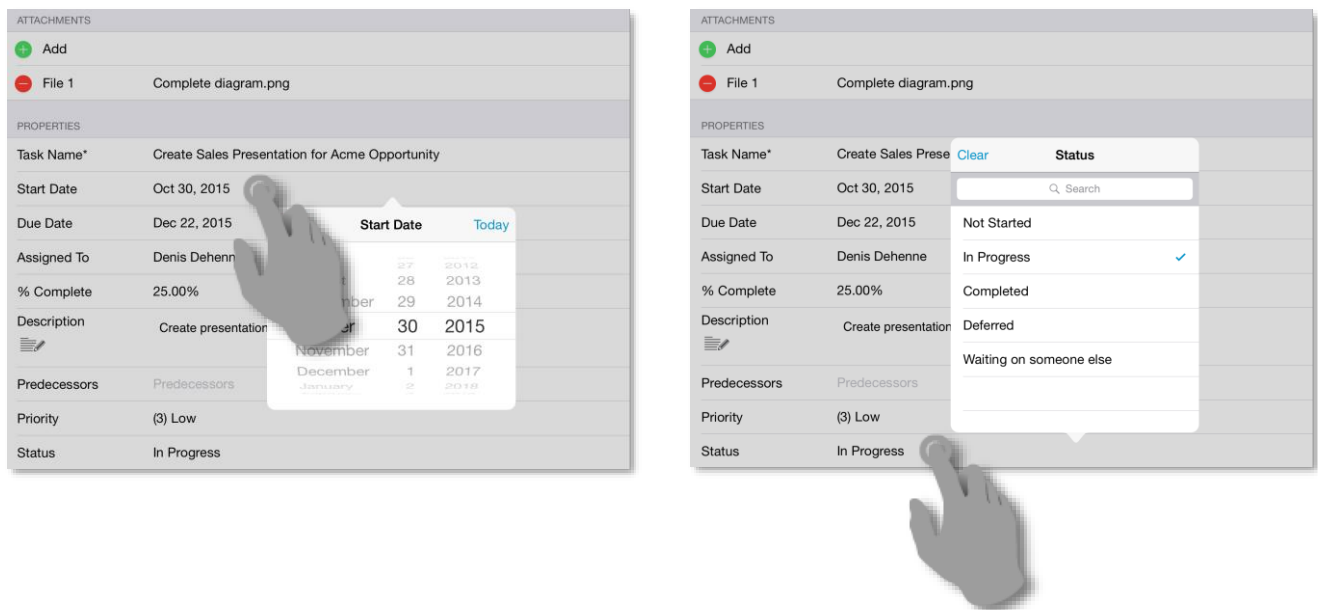 ATTACHMENTS
Add
File 1 Complete diagram.png
PROPERTIES
Task Name* Create Sales Presentation for Acme Opportunity
Start Date Oct 30, 2015
Due Date Dec 22, 2015
Assigned To Denis Dehenn
% Complete 25.00%
Description Create presentation
Predecessors Predecessors
Priority (3) Low
Status In Progress
Start Date Today
27 2012
28 2013
29 2014
30 2015
November 31 2016
December 1 2017
January 2 2018
ATTACHMENTS
Add
File 1 Complete diagram.png
PROPERTIES
Task Name* Create Sales Prese
Start Date Oct 30, 2015
Due Date Dec 22, 2015
Assigned To Denis Dehenne
% Complete 25.00%
Description Create presentation
Predecessors Predecessors
Priority (3) Low
Status In Progress
Clear Status
Search
Not Started
In Progress
Completed
Deferred
Waiting on someone else